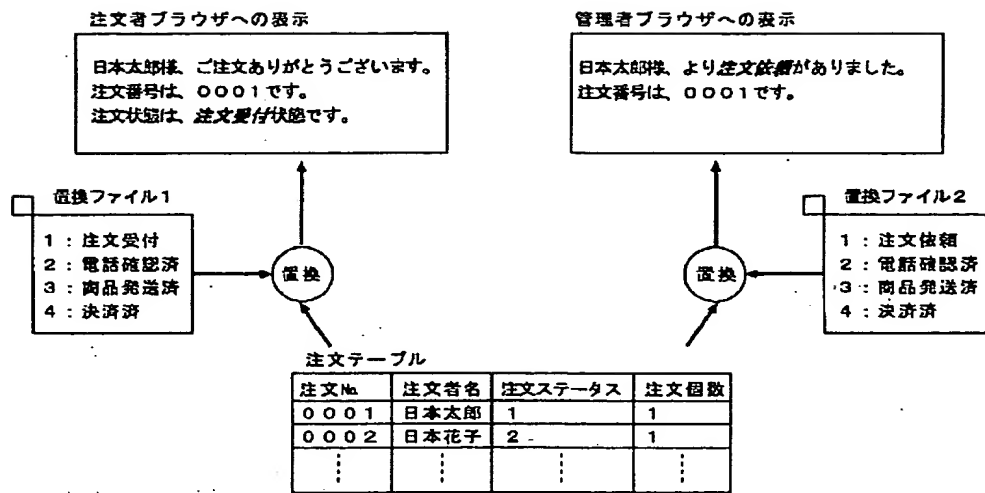 注文者ブラウザへの表示
日本太郎様、ご注文ありがとうございます。
注文番号は、0001です。
注文状態は、注文受付状態です。
管理者ブラウザへの表示
日本太郎様、より注文依頼がありました。
注文番号は、0001です。
置換ファイル1
1:注文受付
2:電話確認済
3:商品発送済
4:決済済
置換
置換
置換ファイル2
1:注文依頼
2:電話確認済
3:商品発送済
4:決済済
注文テーブル
注文№ 注文者名 注文ステータス 注文個数
0001 日本太郎 1 1
0002 日本花子 2 1